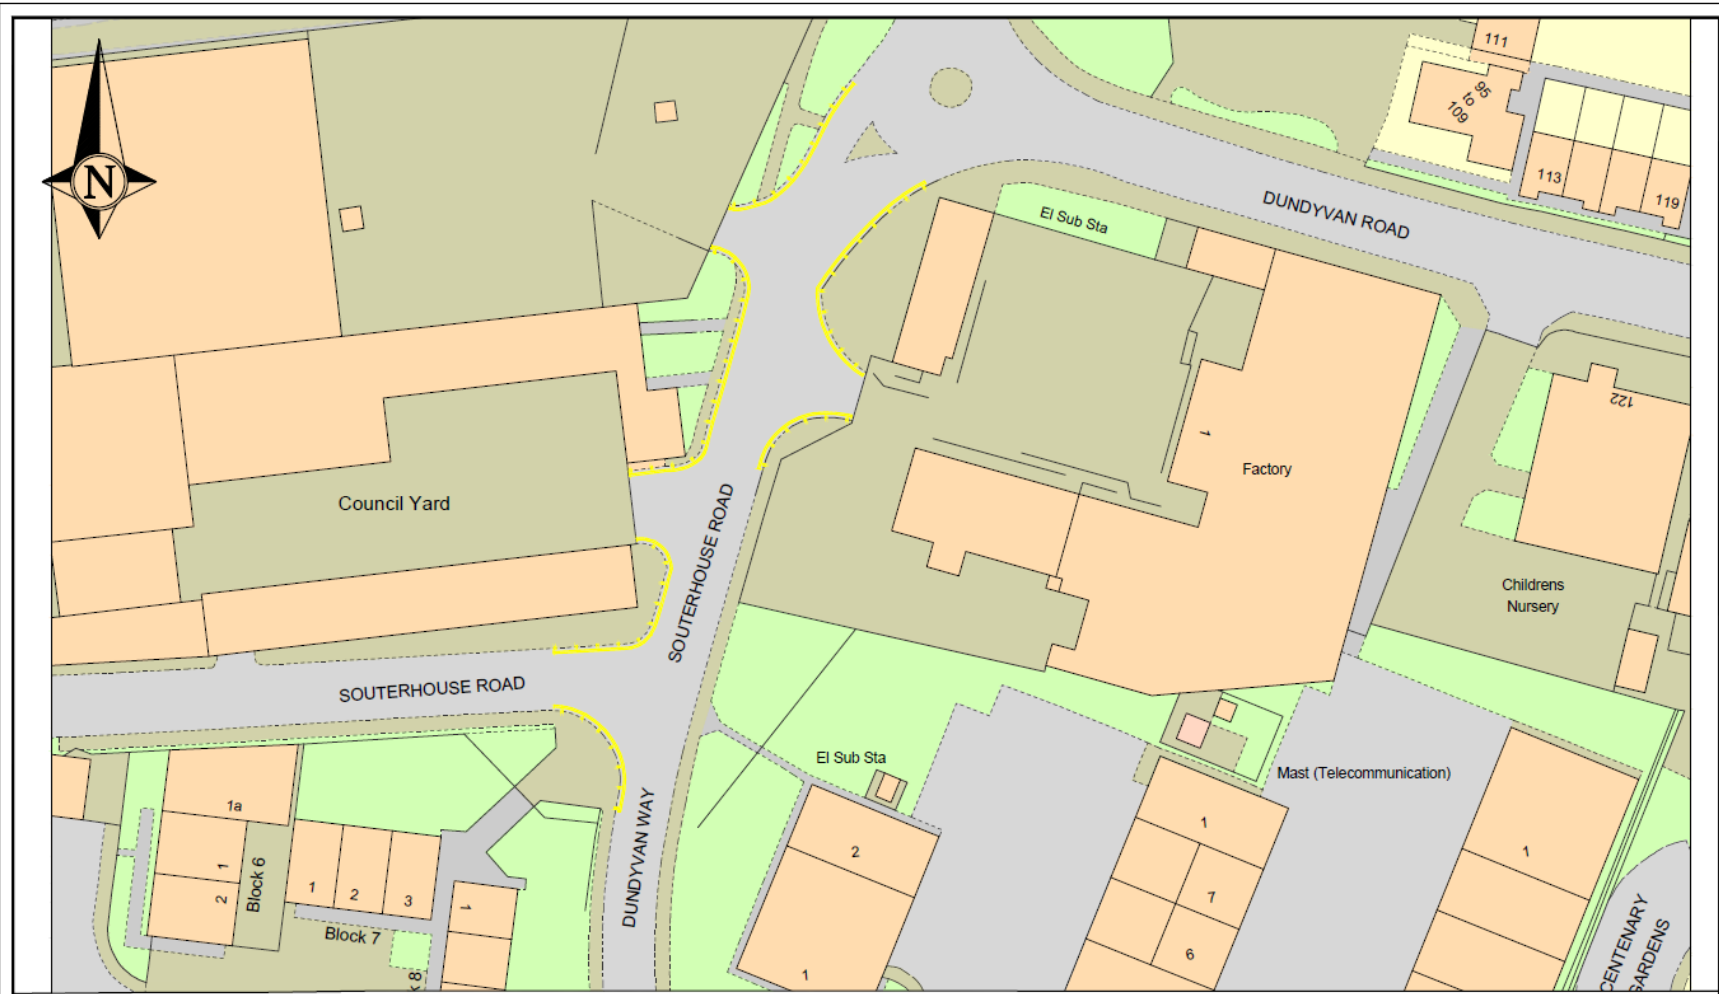 111
95
to
109
N
113
119
El Sub Sta
DUNDYVAN ROAD
122
1
Factory
Council Yard
SOUTERHOUSE ROAD
Childrens
Nursery
SOUTERHOUSE ROAD
El Sub Sta
Mast (Telecommunication)
1a
1
2
Block 6
1
2
3
Block 7
1
8
DUNDYVAN WAY
2
1
1
7
6
1
CENTENARY
GARDENS